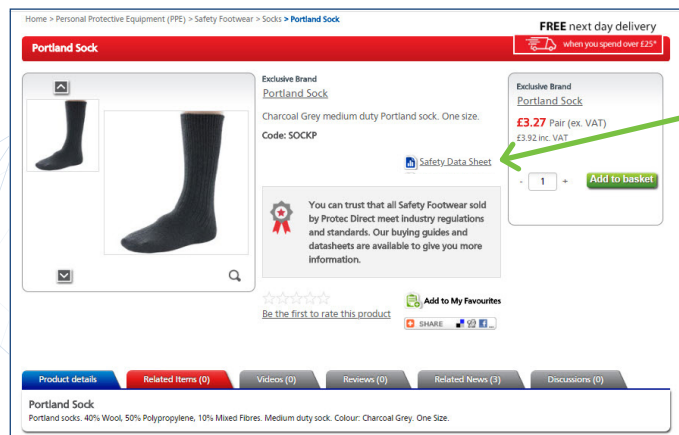 Home > Personal Protective Equipment (PPE) > Safety Footwear > Socks > Portland Sock
FREE next day delivery
when you spend over £25*
Portland Sock
Exclusive Brand
Portland Sock
Charcoal Grey medium duty Portland sock. One size.
Code: SOCKP
Safety Data Sheet
You can trust that all Safety Footwear sold
by Protec Direct meet industry regulations
and standards. Our buying guides and
datasheets are available to give you more
information.
Be the first to rate this product
Add to My Favourites
SHARE
Exclusive Brand
Portland Sock
£3.27 Pair (ex. VAT)
£3.92 inc. VAT
- 1 +
Add to basket
Product details
Related Items (0)
Videos (0)
Reviews (0)
Related News (3)
Discussions (0)
Portland Sock
Portland socks. 40% Wool, 50% Polypropylene, 10% Mixed Fibres. Medium duty sock. Colour: Charcoal Grey. One Size.